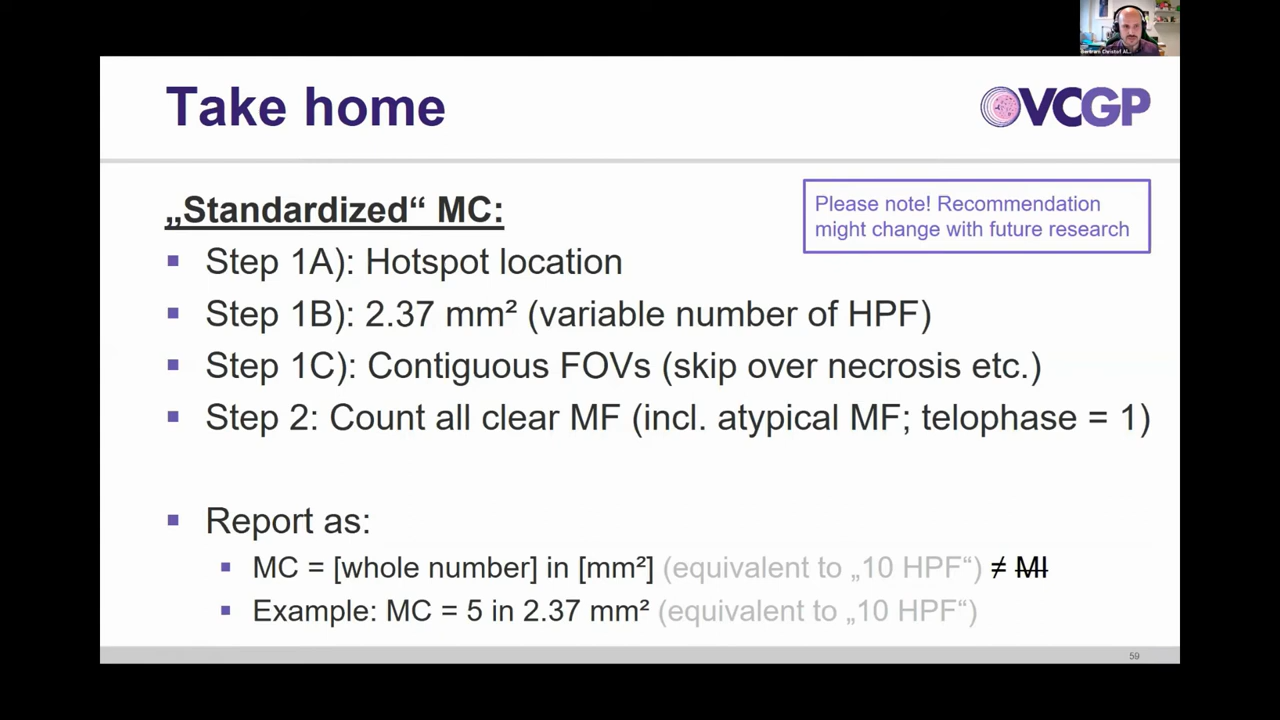 Take home
VCGP
„Standardized“ MC:
Please note! Recommendation
might change with future research
▪ Step 1A): Hotspot location
▪ Step 1B): 2.37 mm² (variable number of HPF)
▪ Step 1C): Contiguous FOVs (skip over necrosis etc.)
▪ Step 2: Count all clear MF (incl. atypical MF; telophase = 1)
▪ Report as:
▪ MC = [whole number] in [mm²] (equivalent to „10 HPF“) ≠ MI
▪ Example: MC = 5 in 2.37 mm² (equivalent to „10 HPF“)
59